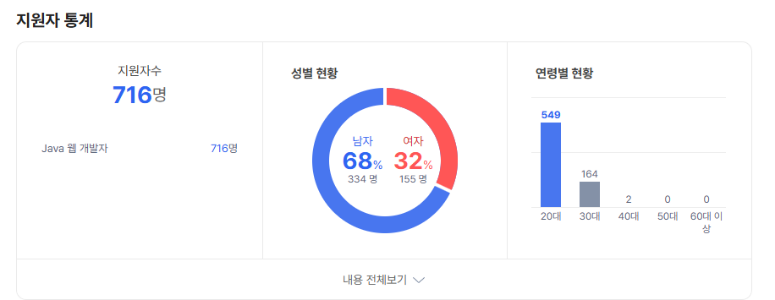 지원자 통계
지원자수
716명
Java 웹 개발자 716명
성별 현황
남자 여자
68% 32%
334 명 155 명
연령별 현황
549
164
2
0
0
20대 30대 40대 50대 60대 이
상
내용 전체보기